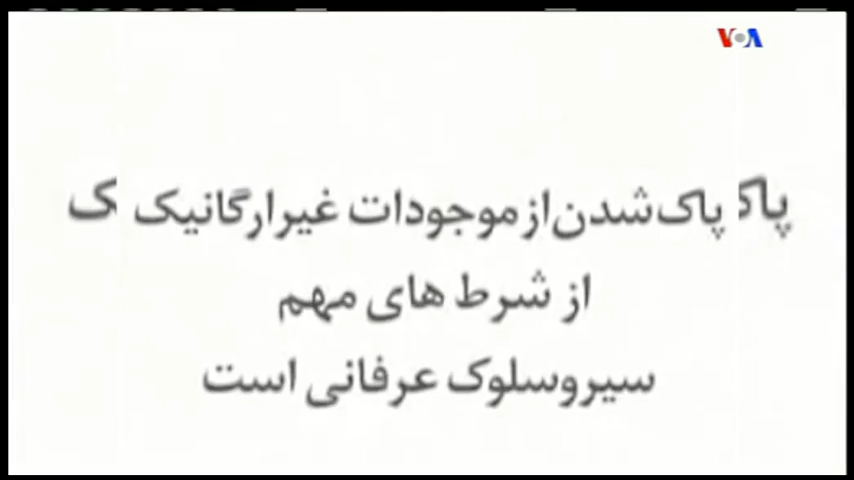 VOA
پاک شدن از موجودات غیرارگانیک
از شرط های مهم
سیروسلوک عرفانی است